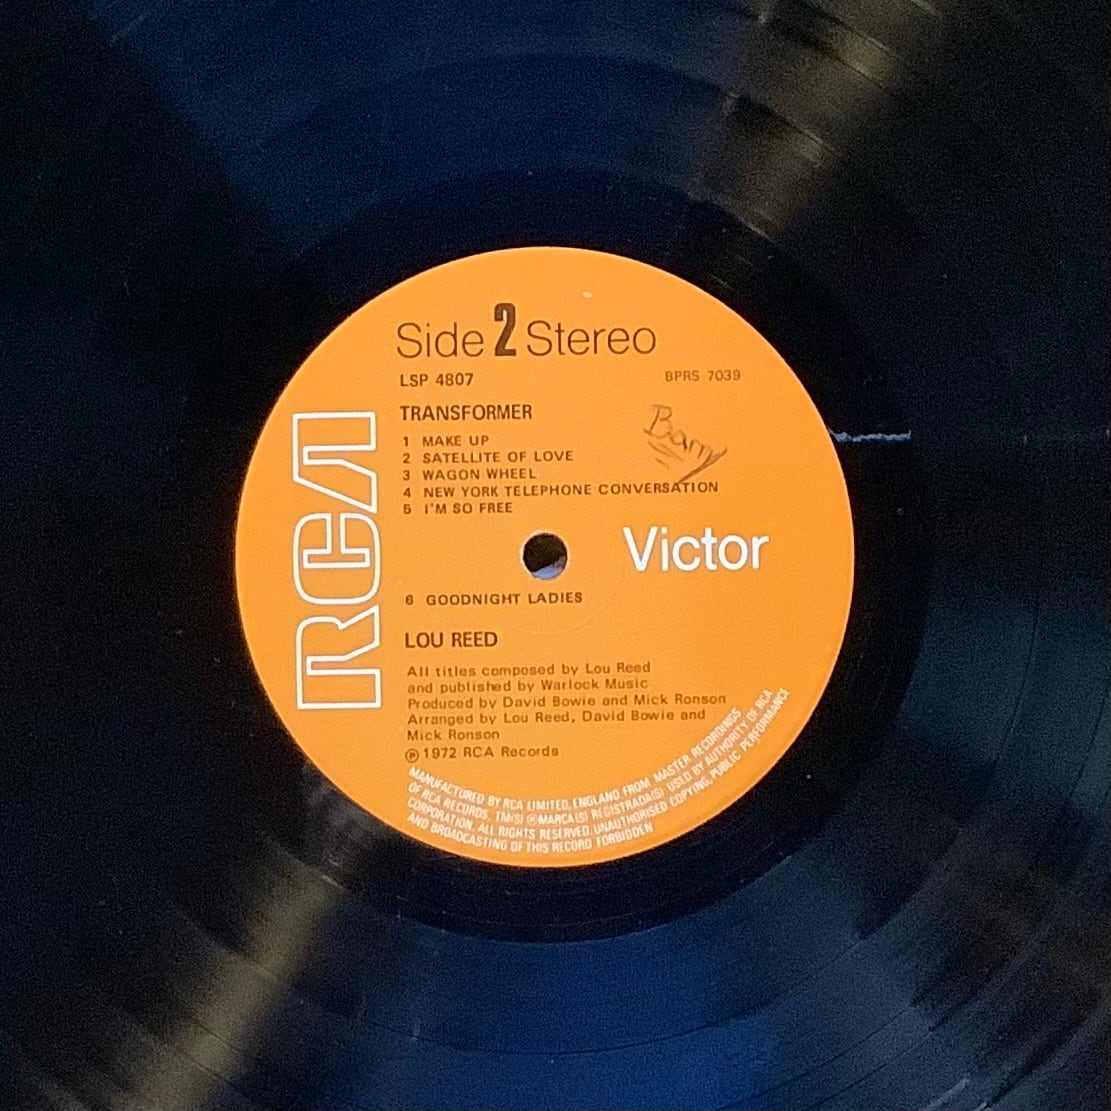 Side 2 Stereo
LSP 4807 BPRS 7039
TRANSFORMER
Barry
1 MAKE UP
2 SATELLITE OF LOVE
3 WAGON WHEEL
4 NEW YORK TELEPHONE CONVERSATION
5 I'M SO FREE
RCA
Victor
6 GOODNIGHT LADIES
LOU REED
All titles composed by Lou Reed
and published by Warlock Music
Produced by David Bowie and Mick Ronson
Arranged by Lou Reed, David Bowie and
Mick Ronson
℗ 1972 RCA Records
MANUFACTURED BY RCA LIMITED, ENGLAND FROM MASTER RECORDINGS
OF RCA RECORDS. TM(S) ® MARCA(S) REGISTRADA(S) USED BY AUTHORITY OF RCA
CORPORATION. ALL RIGHTS RESERVED. UNAUTHORISED COPYING, PUBLIC PERFORMANCE
AND BROADCASTING OF THIS RECORD FORBIDDEN